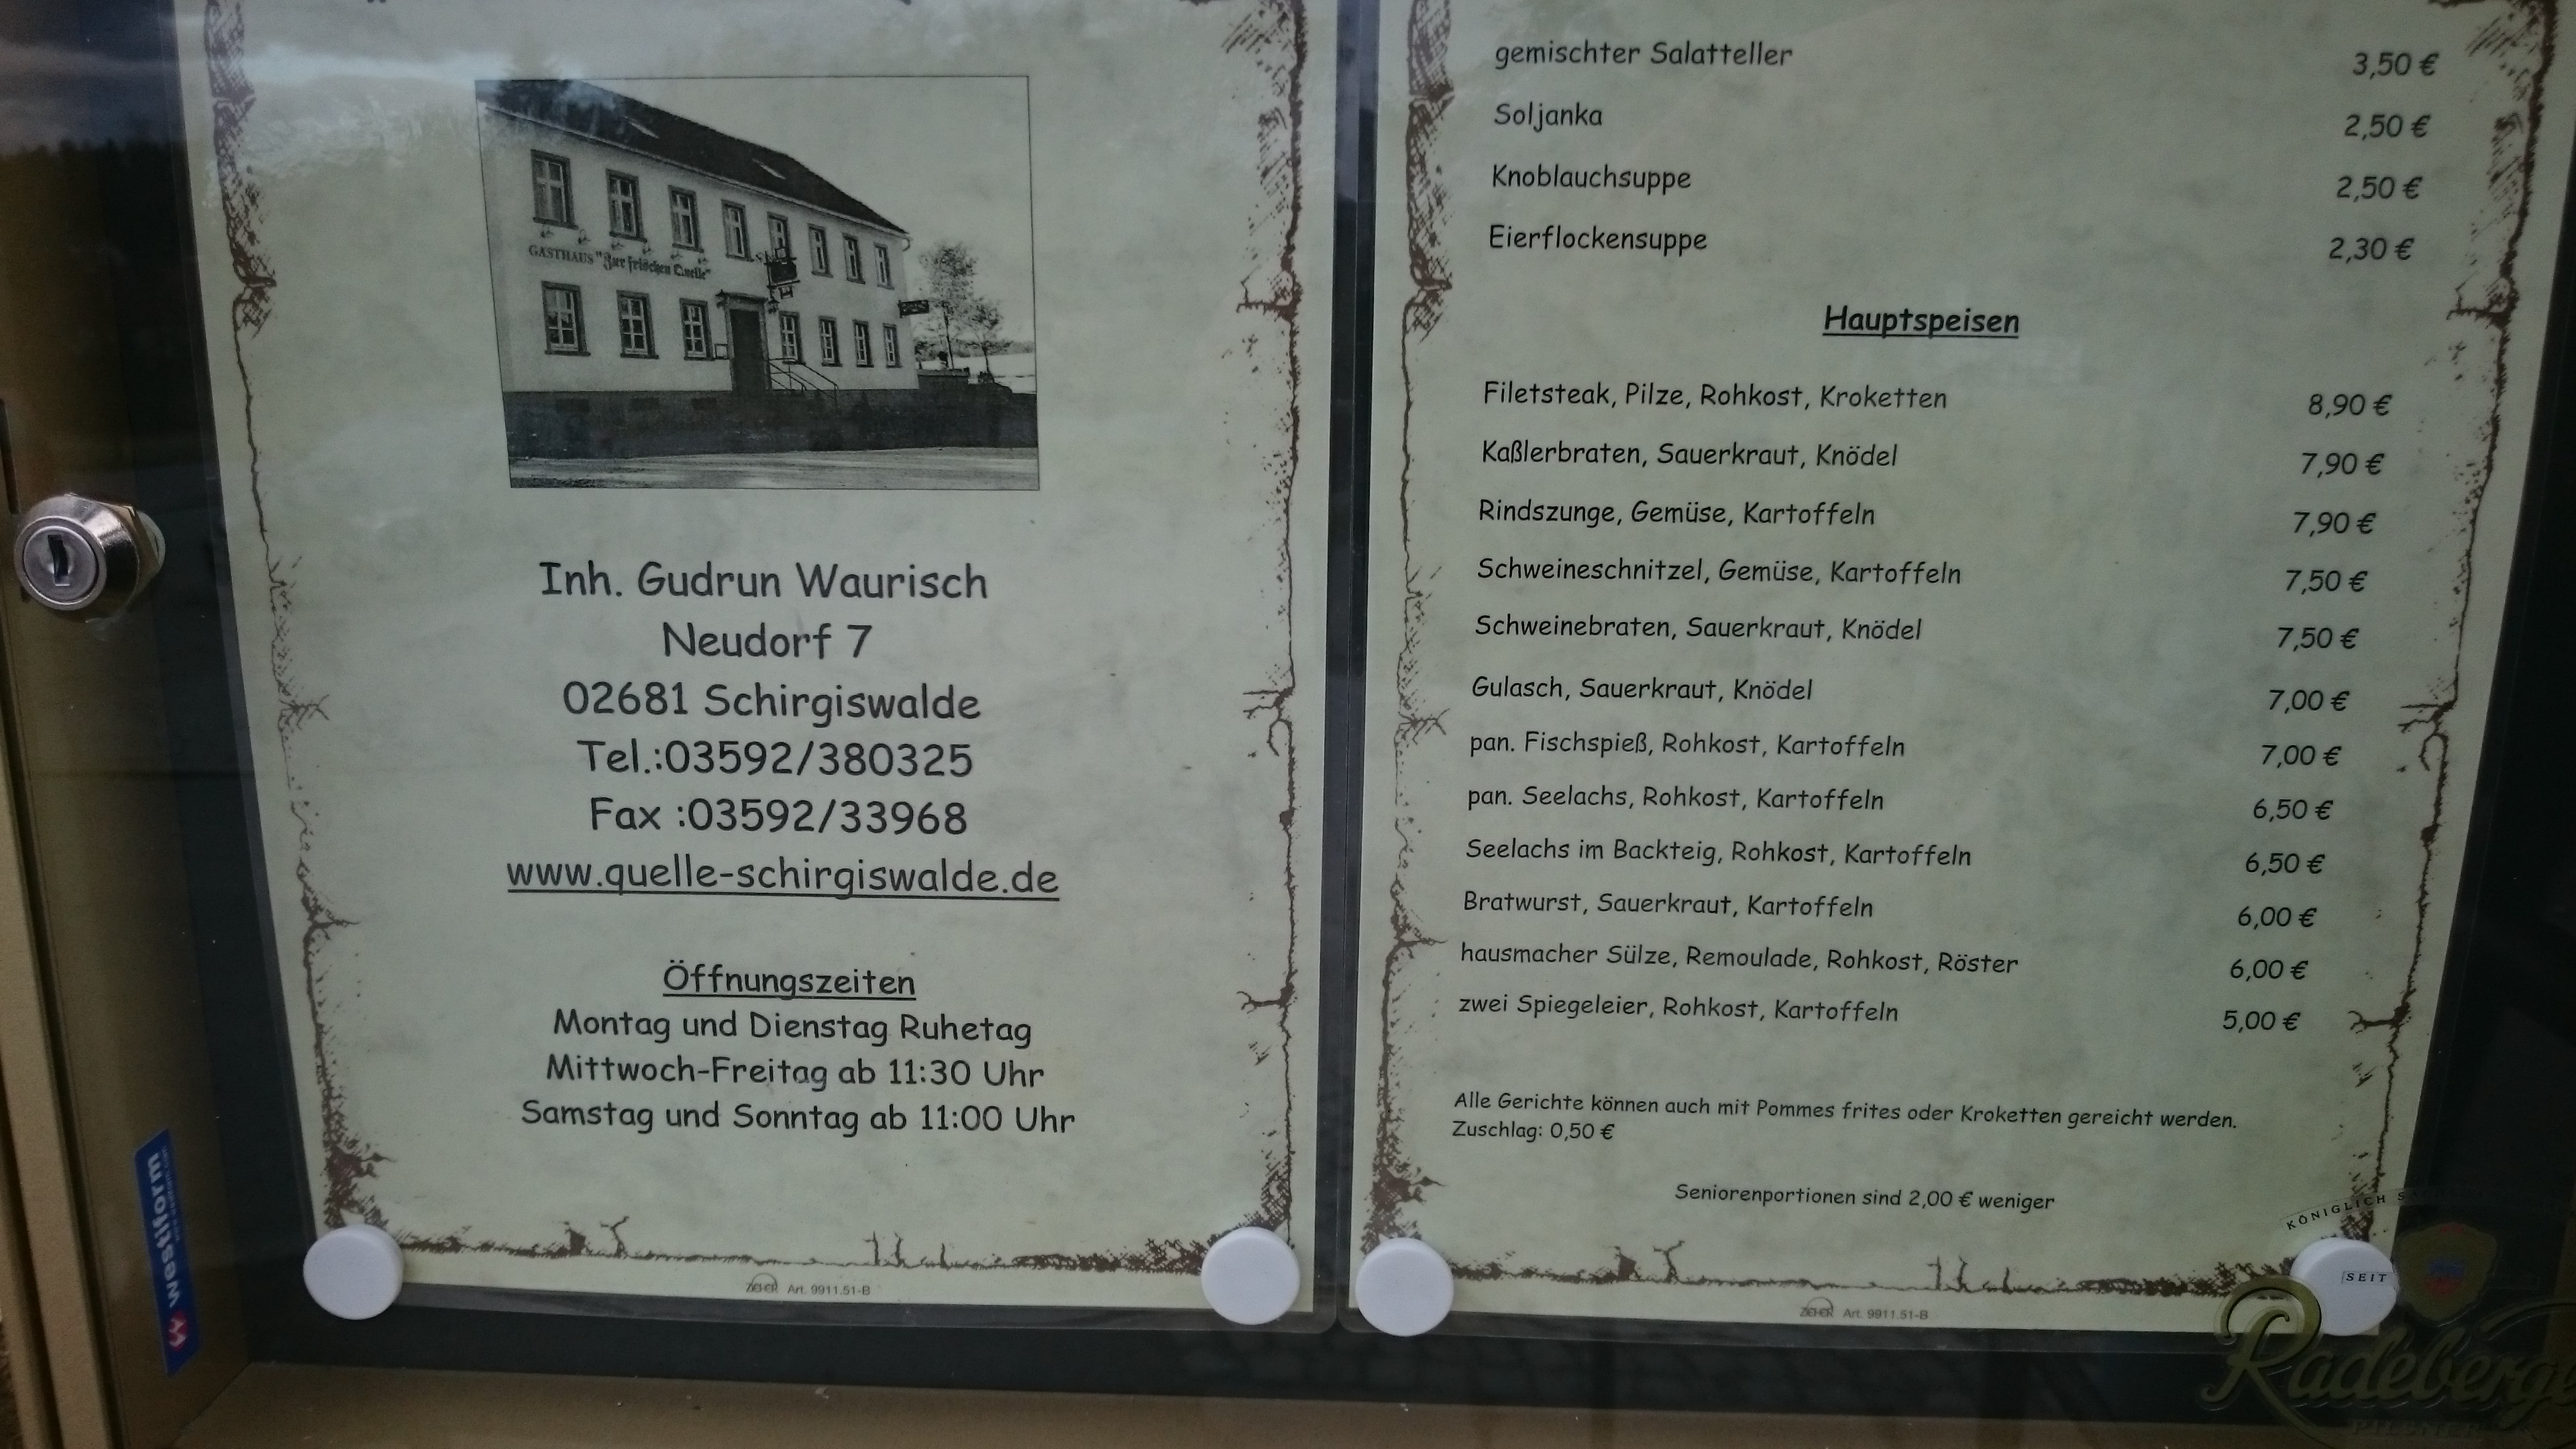 GASTHAUS "Zur frischen Quelle"
Inh. Gudrun Waurisch
Neudorf 7
02681 Schirgiswalde
Tel.:03592/380325
Fax :03592/33968
www.quelle-schirgiswalde.de
Öffnungszeiten
Montag und Dienstag Ruhetag
Mittwoch-Freitag ab 11:30 Uhr
Samstag und Sonntag ab 11:00 Uhr
ZIEHER Art. 9911.51-B
westiform
gemischter Salatteller 3,50 €
Soljanka 2,50 €
Knoblauchsuppe 2,50 €
Eierflockensuppe 2,30 €
Hauptspeisen
Filetsteak, Pilze, Rohkost, Kroketten 8,90 €
Kaßlerbraten, Sauerkraut, Knödel 7,90 €
Rindszunge, Gemüse, Kartoffeln 7,90 €
Schweineschnitzel, Gemüse, Kartoffeln 7,50 €
Schweinebraten, Sauerkraut, Knödel 7,50 €
Gulasch, Sauerkraut, Knödel 7,00 €
pan. Fischspieß, Rohkost, Kartoffeln 7,00 €
pan. Seelachs, Rohkost, Kartoffeln 6,50 €
Seelachs im Backteig, Rohkost, Kartoffeln 6,50 €
Bratwurst, Sauerkraut, Kartoffeln 6,00 €
hausmacher Sülze, Remoulade, Rohkost, Röster 6,00 €
zwei Spiegeleier, Rohkost, Kartoffeln 5,00 €
Alle Gerichte können auch mit Pommes frites oder Kroketten gereicht werden.
Zuschlag: 0,50 €
Seniorenportionen sind 2,00 € weniger
ZIEHER Art. 9911.51-B
KÖNIGLICH S
SEIT
Radeberge
PILSNER